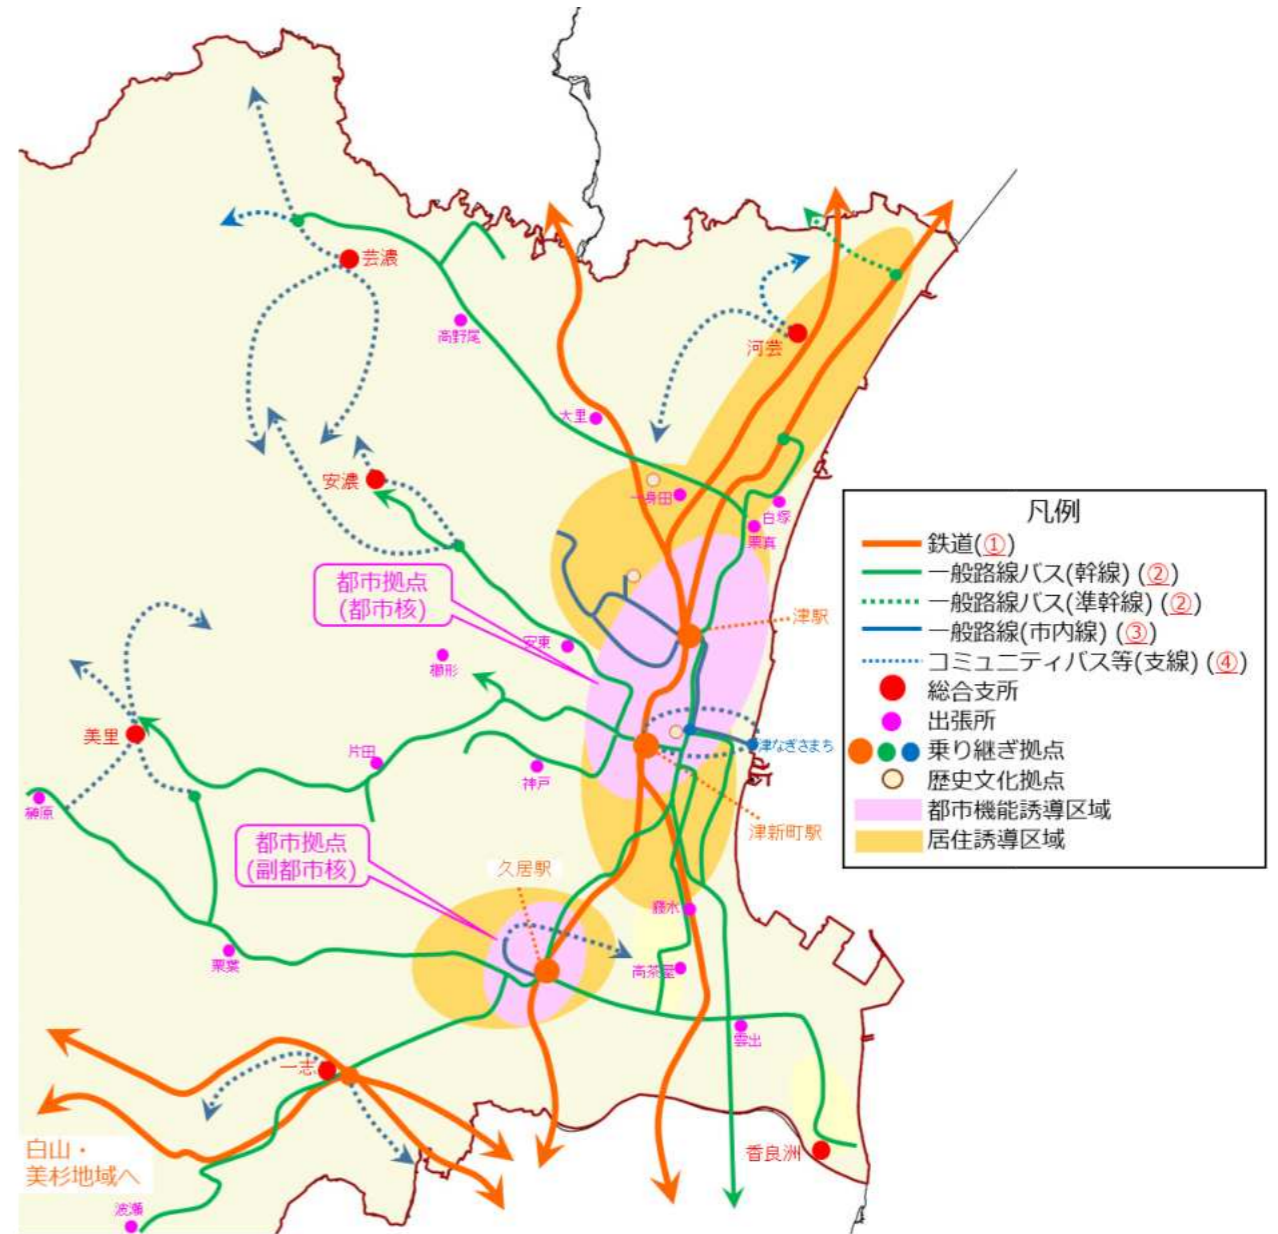 芸濃
高野尾
河芸
大里
安濃
一身田
白塚
栗真
都市拠点
(都市核)
津駅
安東
櫛形
美里
片田
神戸
津なぎさまち
榊原
津新町駅
都市拠点
(副都市核)
久居駅
藤水
栗葉
高茶屋
雲出
一志
香良洲
白山・
美杉地域へ
波瀬
凡例
鉄道(①)
一般路線バス(幹線) (②)
一般路線バス(準幹線) (②)
一般路線(市内線) (③)
コミュニティバス等(支線) (④)
総合支所
出張所
乗り継ぎ拠点
歴史文化拠点
都市機能誘導区域
居住誘導区域